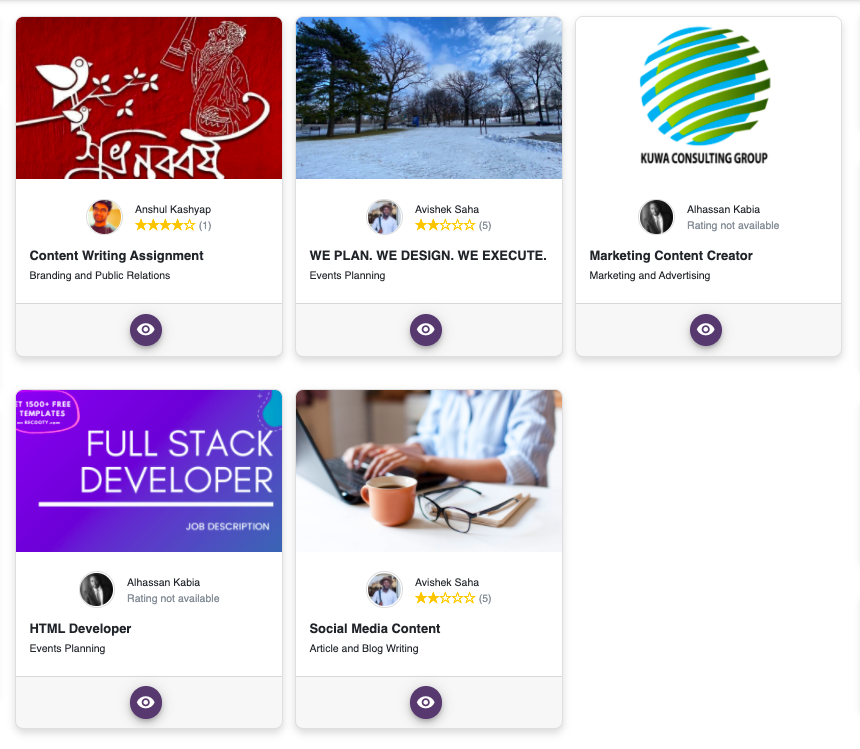 শুভ নববর্ষ
KUWA CONSULTING GROUP
Anshul Kashyap
(1)
Avishek Saha
(5)
Alhassan Kabia
Rating not available
Content Writing Assignment
Branding and Public Relations
WE PLAN. WE DESIGN. WE EXECUTE.
Events Planning
Marketing Content Creator
Marketing and Advertising
ET 1500+ FREE
TEMPLATES
RECOOTY.com
FULL STACK
DEVELOPER
JOB DESCRIPTION
Alhassan Kabia
Rating not available
Avishek Saha
(5)
HTML Developer
Events Planning
Social Media Content
Article and Blog Writing